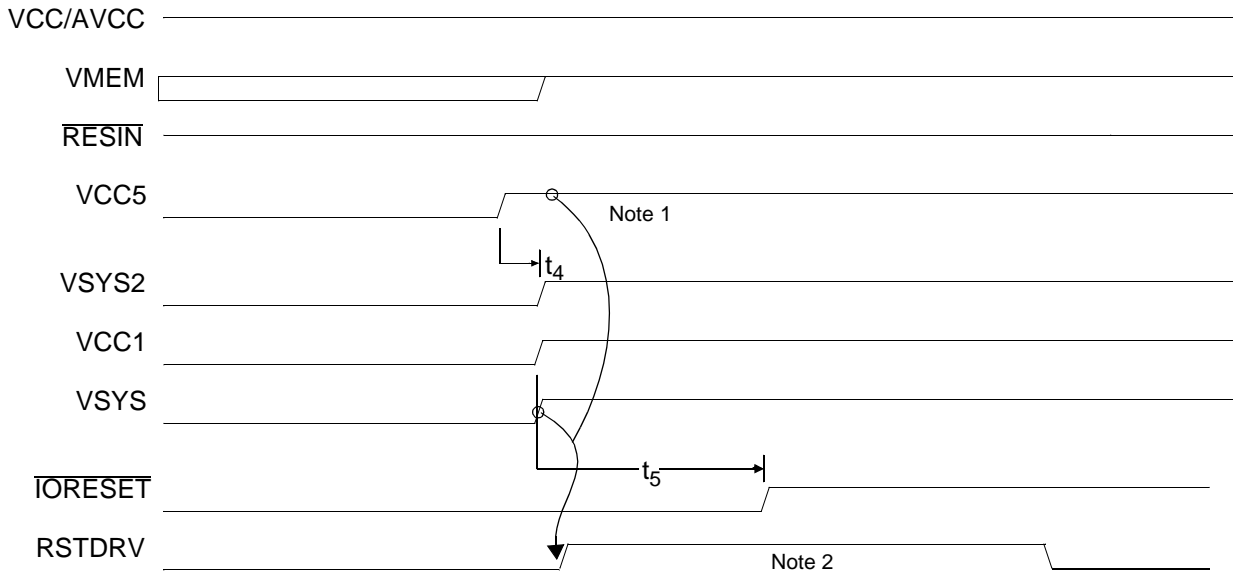 VCC/AVCC
VMEM
RESIN
VCC5
Note 1
t4
VSYS2
VCC1
VSYS
t5
IORESET
RSTDRV
Note 2